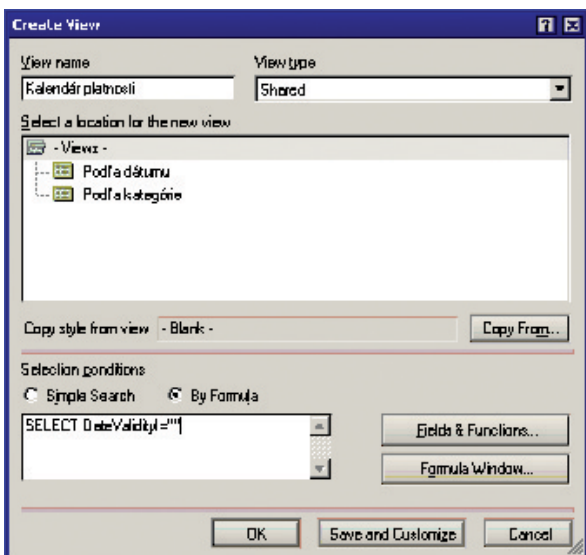 Create View
View name View type
Kalendár platnosti Shared
Select a location for the new view
- Views -
Podľa dátumu
Podľa kategórie
Copy style from view - Blank - Copy From...
Selection conditions
Simple Search By Formula
SELECT DateValidity!="" Fields & Functions...
Formula Window...
OK Save and Customize Cancel